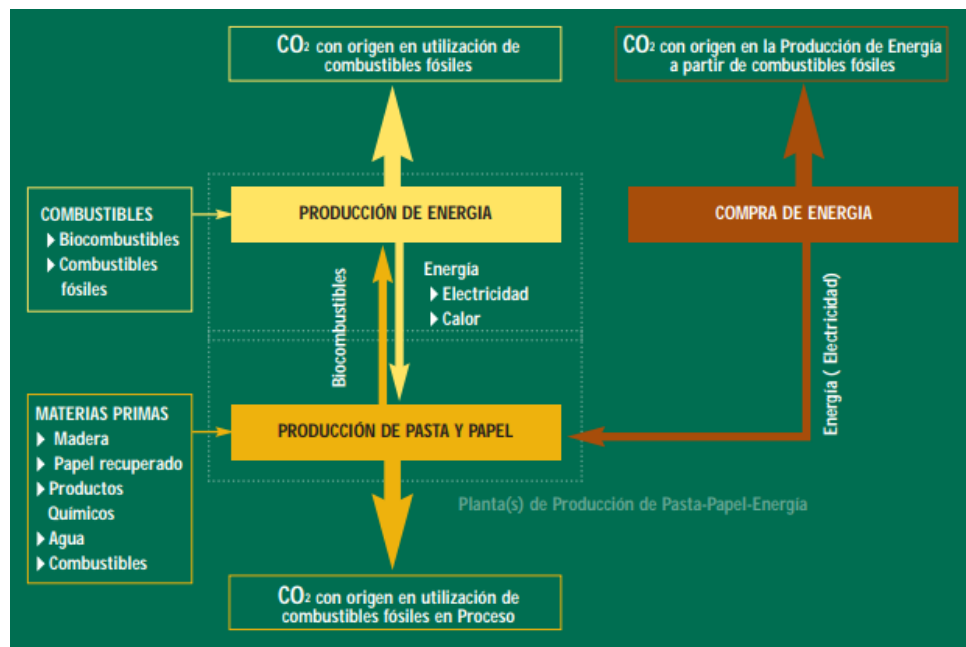 CO2 con origen en utilización de
combustibles fósiles
CO2 con origen en la Producción de Energía
a partir de combustibles fósiles
COMBUSTIBLES
Biocombustibles
Combustibles
fósiles
PRODUCCIÓN DE ENERGIA
COMPRA DE ENERGIA
Biocombustibles
Energía
Electricidad
Calor
Energía ( Electricidad)
MATERIAS PRIMAS
Madera
Papel recuperado
Productos
Químicos
Agua
Combustibles
PRODUCCIÓN DE PASTA Y PAPEL
Planta(s) de Producción de Pasta-Papel-Energía
CO2 con origen en utilización de
combustibles fósiles en Proceso